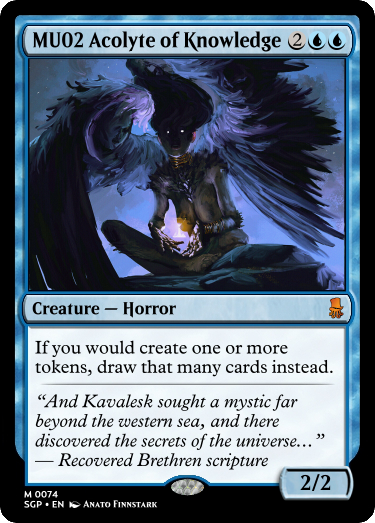 MU02 Acolyte of Knowledge 2
Creature — Horror
If you would create one or more
tokens, draw that many cards instead.
“And Kavalesk sought a mystic far
beyond the western sea, and there
discovered the secrets of the universe…”
— Recovered Brethren scripture
2/2
M 0074
SGP • EN Anato Finnstark